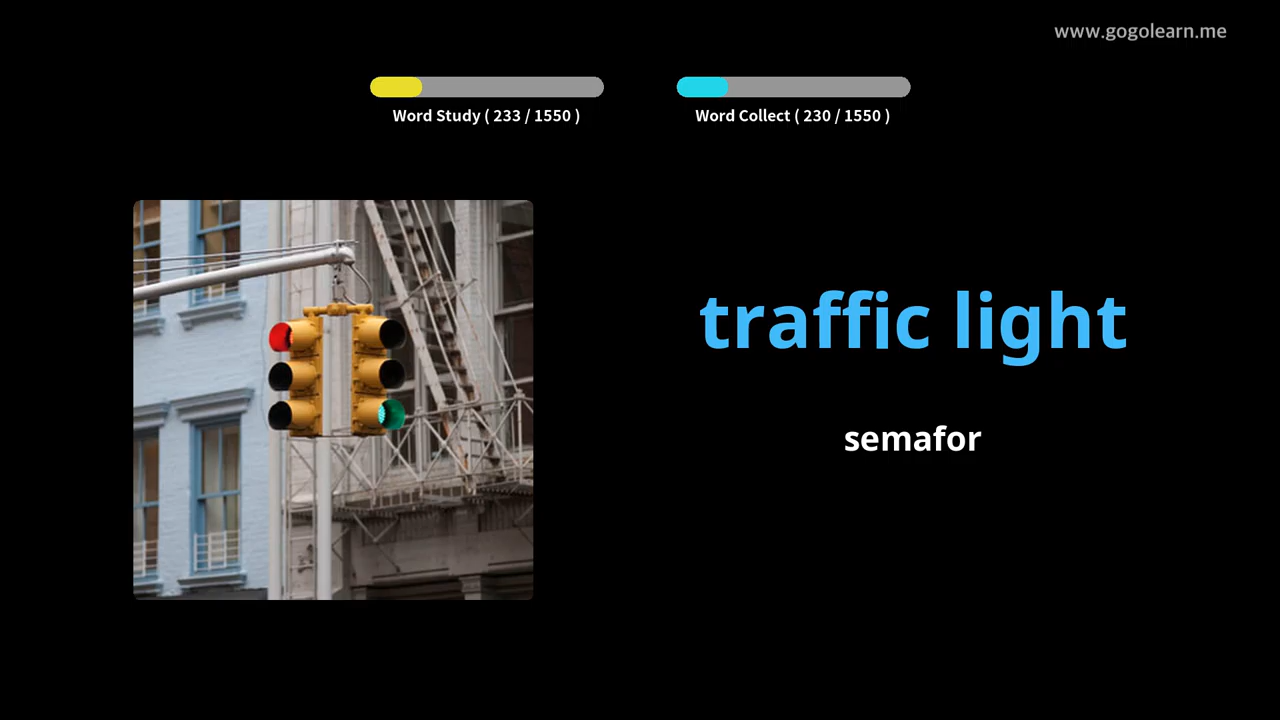 www.gogolearn.me
Word Study ( 233 / 1550 )
Word Collect ( 230 / 1550 )
traffic light
semafor